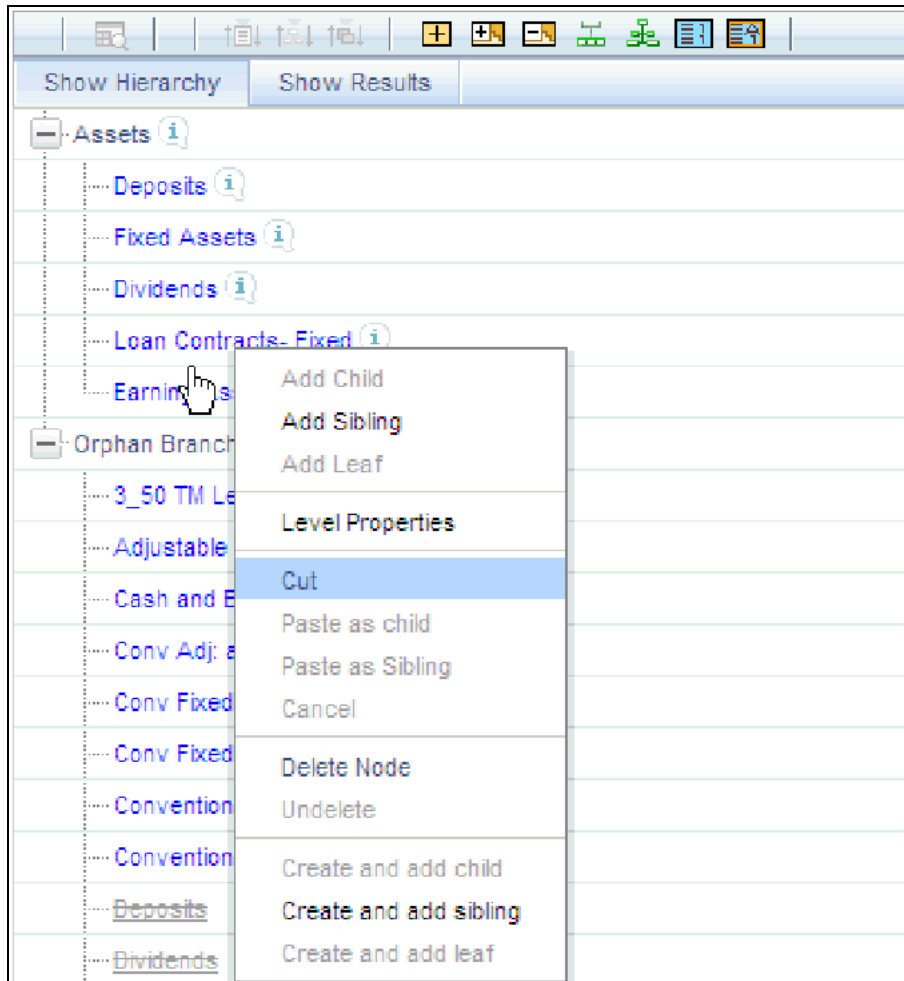 Show Hierarchy Show Results
Assets
Deposits
Fixed Assets
Dividends
Loan Contracts- Fixed
Add Child
Add Sibling
Orphan Branch
Add Leaf
3_50 TM Le
Level Properties
Adjustable
Cut
Cash and E
Paste as child
Conv Adj: a
Paste as Sibling
Conv Fixed
Cancel
Conv Fixed
Delete Node
Convention
Undelete
Convention
Create and add child
Deposits
Create and add sibling
Dividends
Create and add leaf